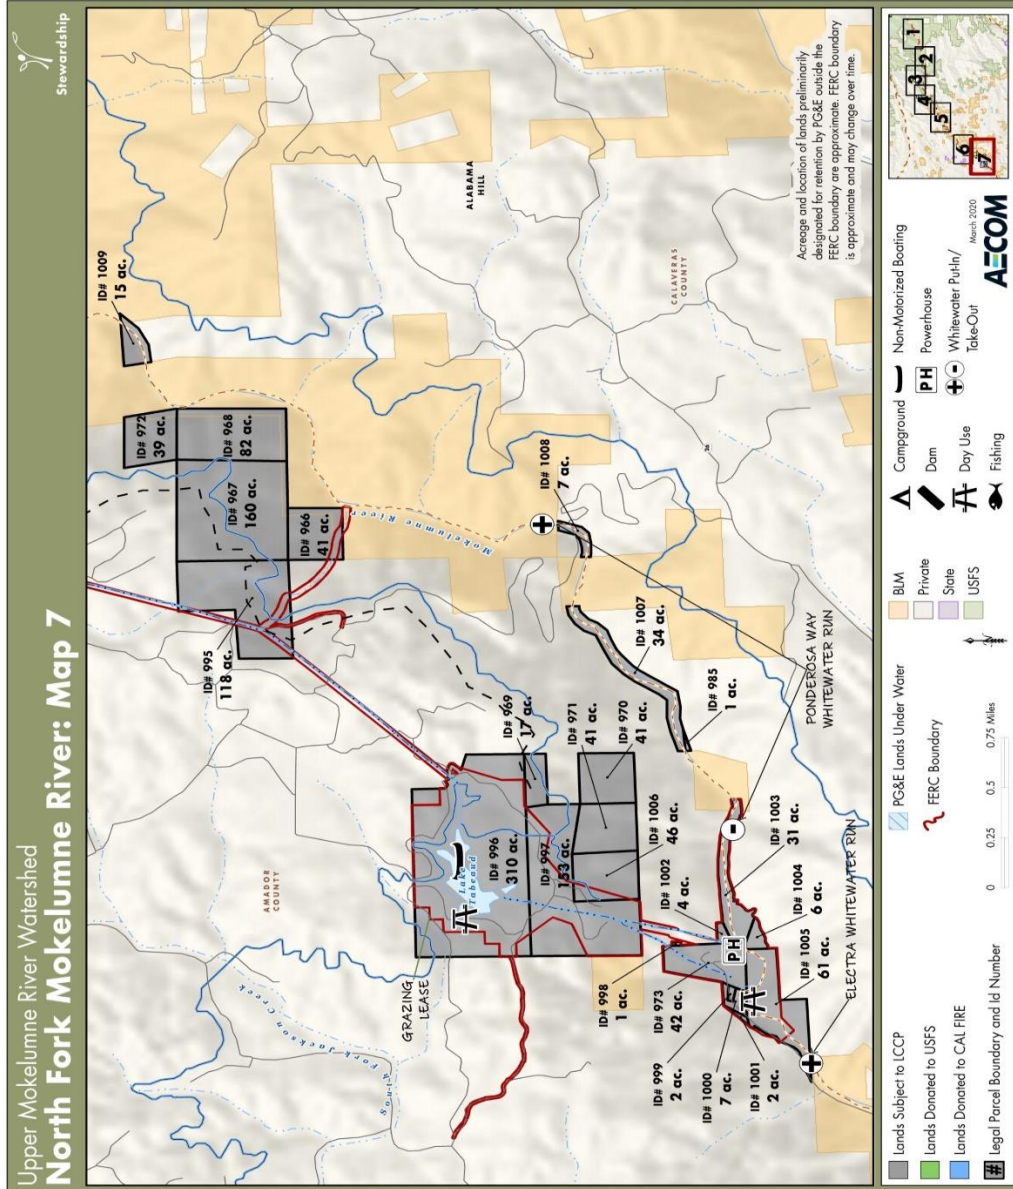 Upper Mokelumne River Watershed
North Fork Mokelumne River: Map 7
Stewardship
ID# 1009
15 ac.
ID# 972
39 ac.
ID# 968
82 ac.
ID# 967
160 ac.
ID# 966
41 ac.
ID# 995
118 ac.
ALABAMA
HILL
Acreage and location of lands preliminarily
designated for retention by PG&E outside the
FERC boundary are approximate. FERC boundary
is approximate and may change over time.
CALAVERAS
COUNTY
AMADOR
COUNTY
South Fork Jackson Creek
Mokelumne River
GRAZING
LEASE
Lake
Tabeaud
ID# 996
310 ac.
ID# 997
153 ac.
ID# 969
17 ac.
ID# 971
41 ac.
ID# 970
41 ac.
ID# 1006
46 ac.
ID# 1008
7 ac.
ID# 1007
34 ac.
ID# 985
1 ac.
26
PONDEROSA WAY
WHITEWATER RUN
ID# 1002
4 ac.
ID# 1003
31 ac.
ID# 1004
6 ac.
ID# 1005
61 ac.
ID# 998
1 ac.
ID# 973
42 ac.
ID# 999
2 ac.
ID# 1000
7 ac.
ID# 1001
2 ac.
PH
ELECTRA WHITEWATER RUN
Lands Subject to LCCP
Lands Donated to USFS
Lands Donated to CAL FIRE
# Legal Parcel Boundary and Id Number
PG&E Lands Under Water
FERC Boundary
0 0.25 0.5 0.75 Miles
BLM
Private
State
USFS
Campground
Dam
Day Use
Fishing
Non-Motorized Boating
PH Powerhouse
Whitewater Put-In/
Take-Out
March 2020
AECOM
1
2
3
4
5
6
7